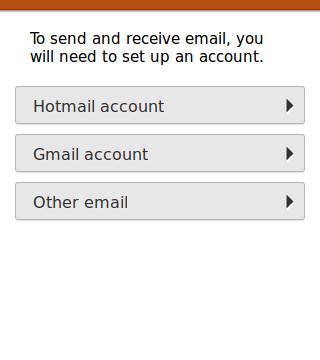 To send and receive email, you
will need to set up an account.
Hotmail account
Gmail account
Other email